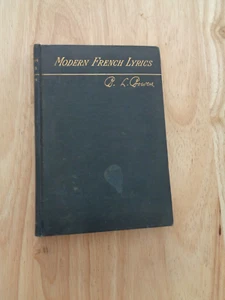 MODERN FRENCH LYRICS
B. L. Bowen